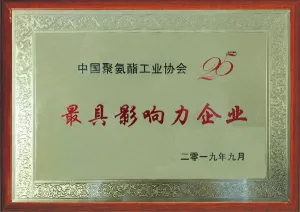 中国聚氨酯工业协会 25
最具影响力企业
二零一九年九月